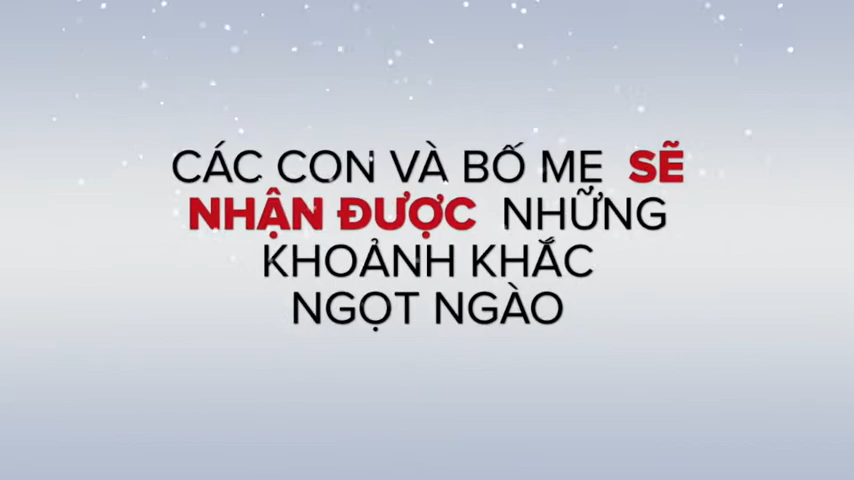 CÁC CON VÀ BỐ MẸ SẼ
NHẬN ĐƯỢC NHỮNG
KHOẢNH KHẮC
NGỌT NGÀO